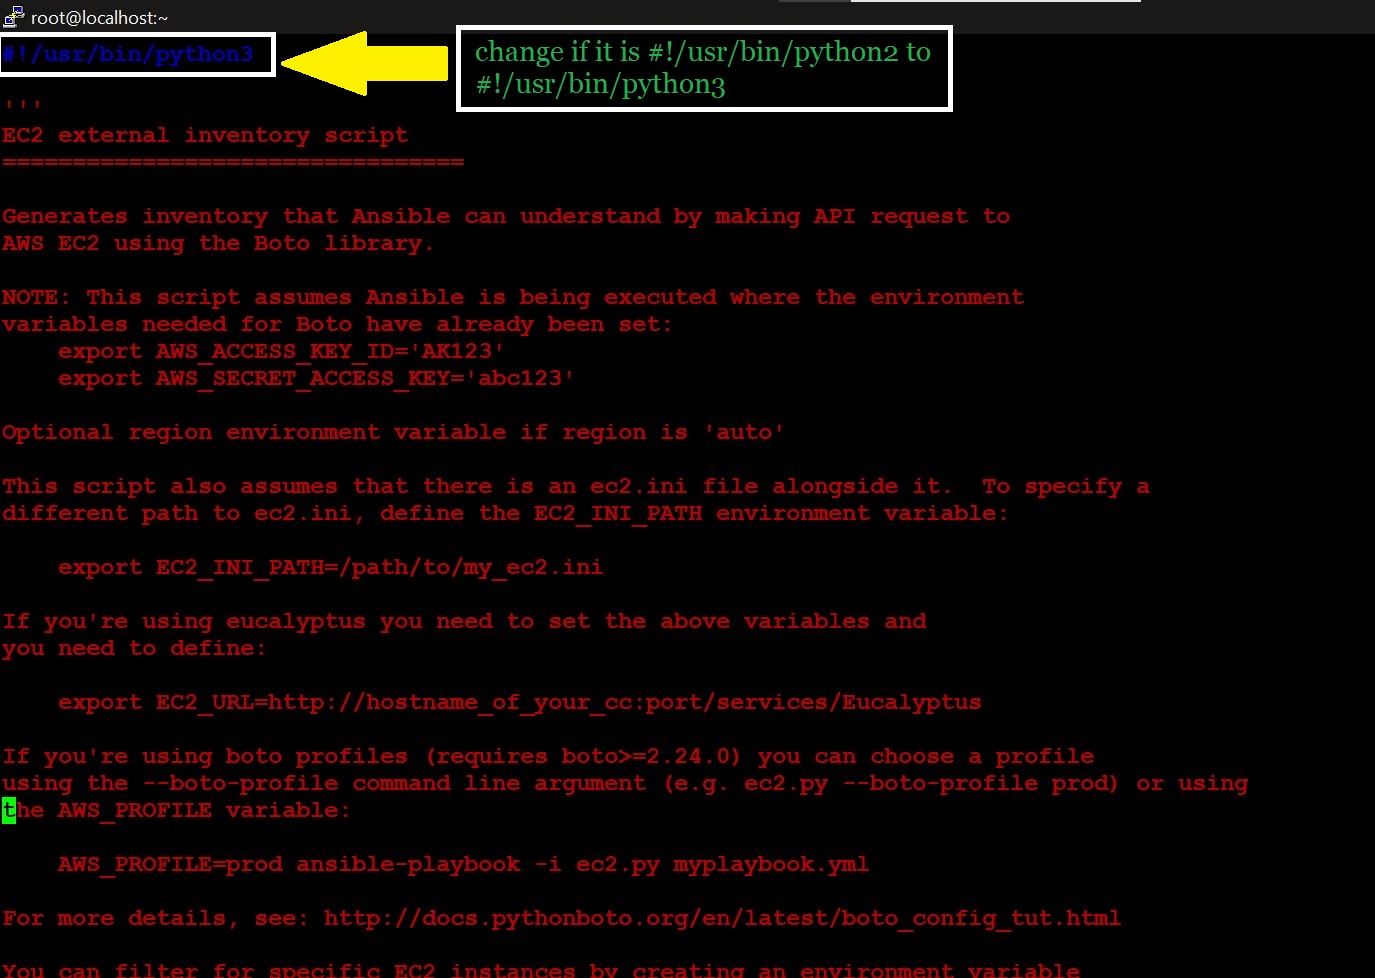 root@localhost:~
#!/usr/bin/python3
change if it is #!/usr/bin/python2 to
#!/usr/bin/python3
'''
EC2 external inventory script
=================================
Generates inventory that Ansible can understand by making API request to
AWS EC2 using the Boto library.
NOTE: This script assumes Ansible is being executed where the environment
variables needed for Boto have already been set:
    export AWS_ACCESS_KEY_ID='AK123'
    export AWS_SECRET_ACCESS_KEY='abc123'
Optional region environment variable if region is 'auto'
This script also assumes that there is an ec2.ini file alongside it.  To specify a
different path to ec2.ini, define the EC2_INI_PATH environment variable:
    export EC2_INI_PATH=/path/to/my_ec2.ini
If you're using eucalyptus you need to set the above variables and
you need to define:
    export EC2_URL=http://hostname_of_your_cc:port/services/Eucalyptus
If you're using boto profiles (requires boto>=2.24.0) you can choose a profile
using the --boto-profile command line argument (e.g. ec2.py --boto-profile prod) or using
the AWS_PROFILE variable:
    AWS_PROFILE=prod ansible-playbook -i ec2.py myplaybook.yml
For more details, see: http://docs.pythonboto.org/en/latest/boto_config_tut.html
You can filter for specific EC2 instances by creating an environment variable